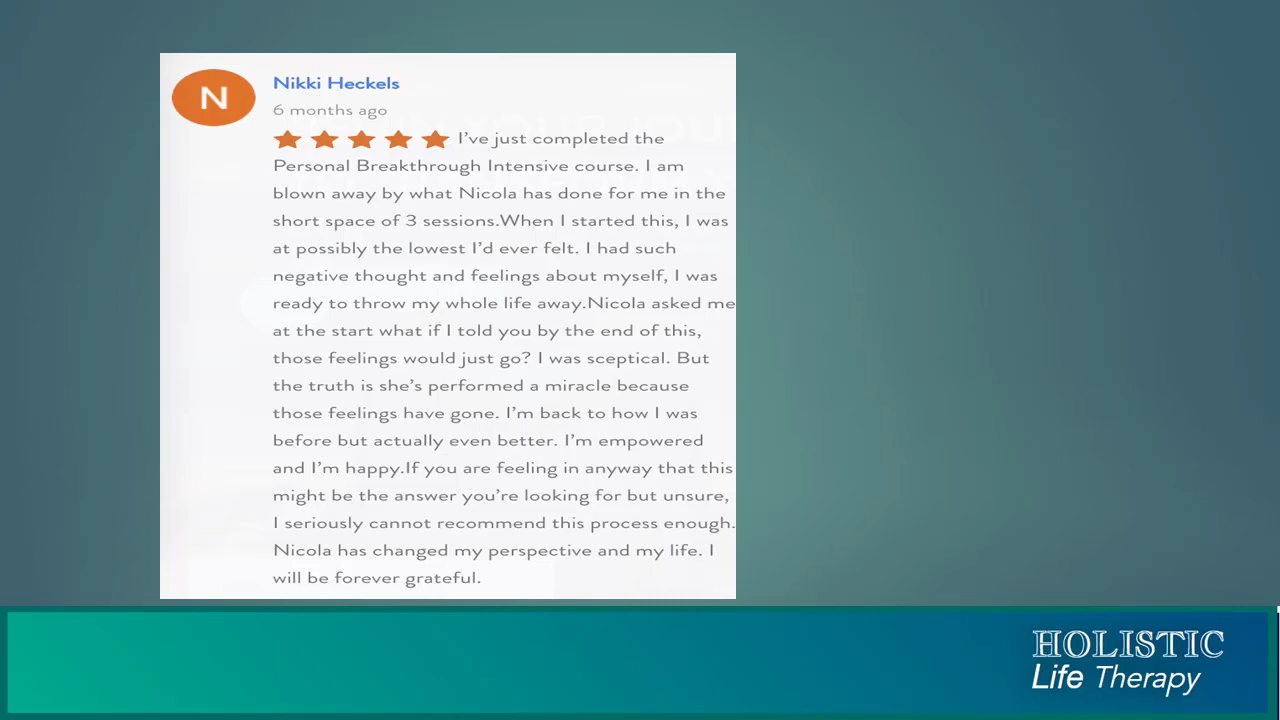 N
Nikki Heckels
6 months ago
I've just completed the
Personal Breakthrough Intensive course. I am
blown away by what Nicola has done for me in the
short space of 3 sessions.When I started this, I was
at possibly the lowest I'd ever felt. I had such
negative thought and feelings about myself, I was
ready to throw my whole life away.Nicola asked me
at the start what if I told you by the end of this,
those feelings would just go? I was sceptical. But
the truth is she's performed a miracle because
those feelings have gone. I'm back to how I was
before but actually even better. I'm empowered
and I'm happy.If you are feeling in anyway that this
might be the answer you're looking for but unsure,
I seriously cannot recommend this process enough.
Nicola has changed my perspective and my life. I
will be forever grateful.
HOLISTIC
Life Therapy